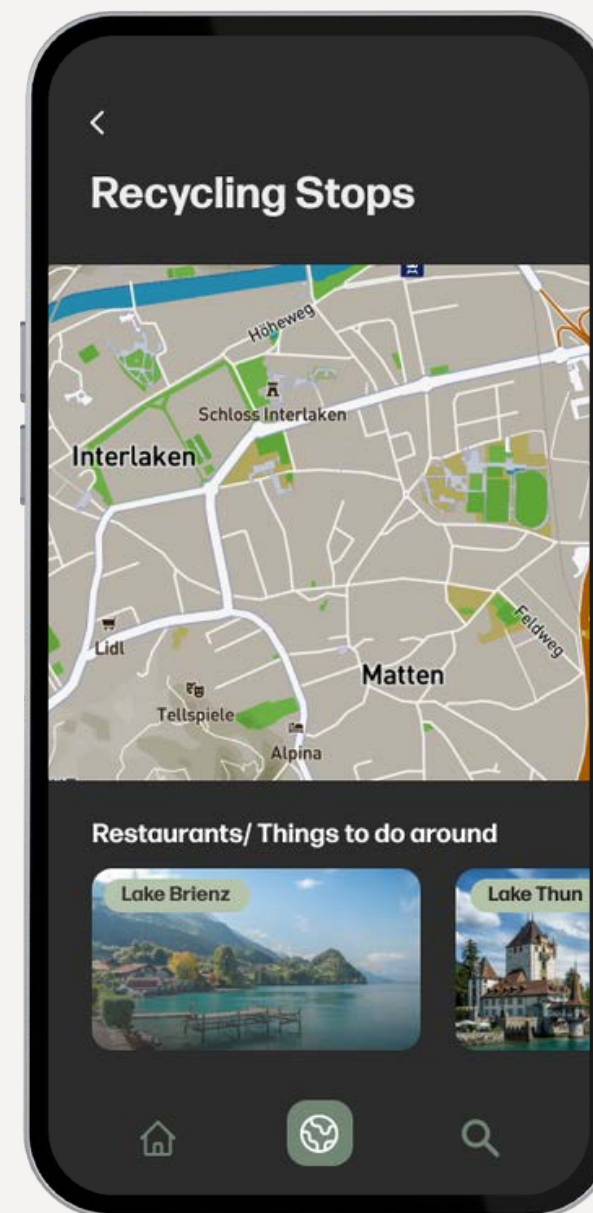 Recycling Stops
Höheweg
Schloss Interlaken
Interlaken
Lidl
Feldweg
Matten
Tellspiele
Alpina
Restaurants/ Things to do around
Lake Brienz
Lake Thun